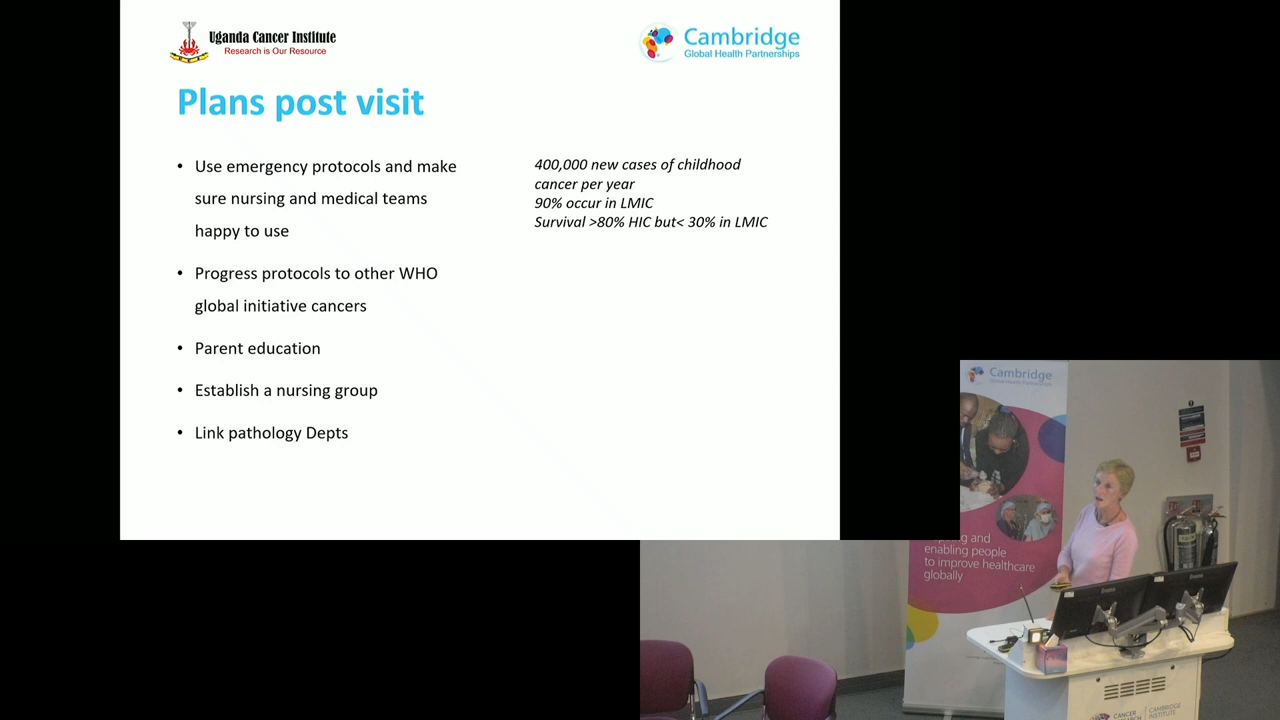 Uganda Cancer Institute
Research is Our Resource
Cambridge
Global Health Partnerships
Plans post visit
• Use emergency protocols and make
sure nursing and medical teams
happy to use
• Progress protocols to other WHO
global initiative cancers
• Parent education
• Establish a nursing group
• Link pathology Depts
400,000 new cases of childhood
cancer per year
90% occur in LMIC
Survival >80% HIC but< 30% in LMIC
Cambridge
Global Health Partnerships
and
enabling people
to improve healthcare
globally
CANCER
CAMBRIDGE
INSTITUTE